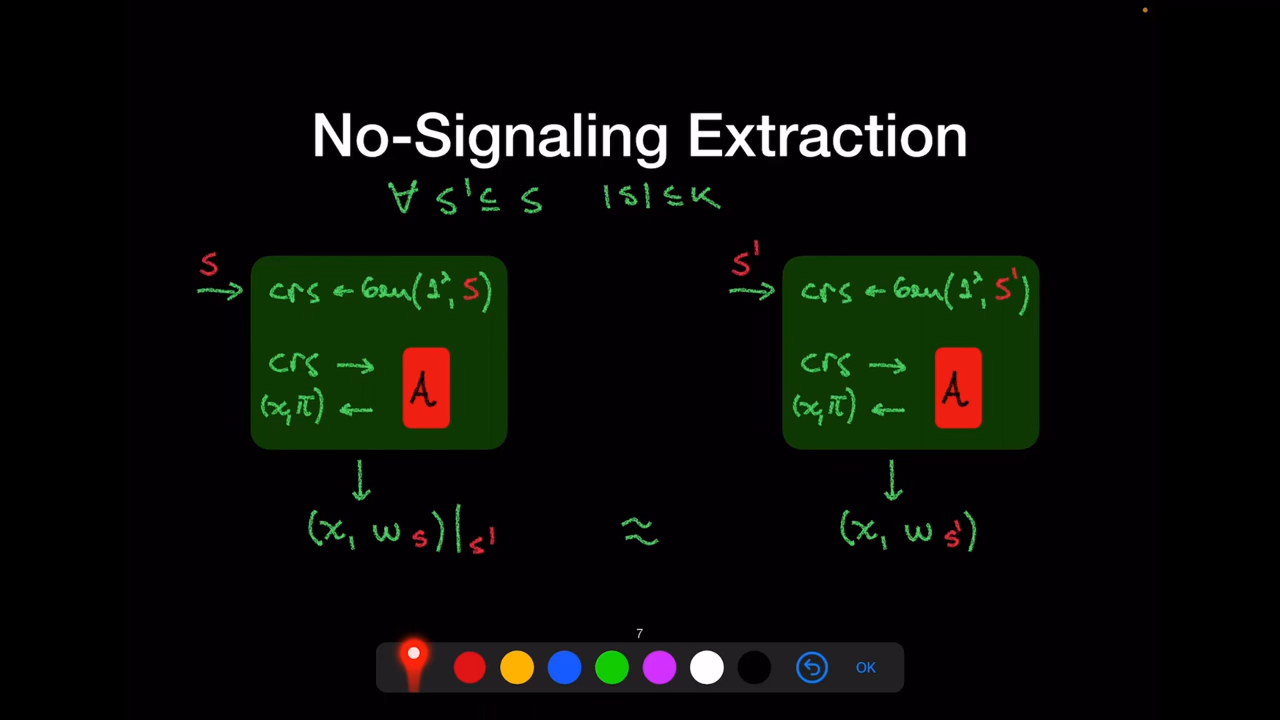 No-Signaling Extraction
∀ S' ⊆ S |S| ≤ K
S
crs ← Gen(1^λ, S)
crs →
A
(x, π) ←
↓
(x, w_S)|_S'
≈
S'
crs ← Gen(1^λ, S')
crs →
A
(x, π) ←
↓
(x, w_S')
7
OK